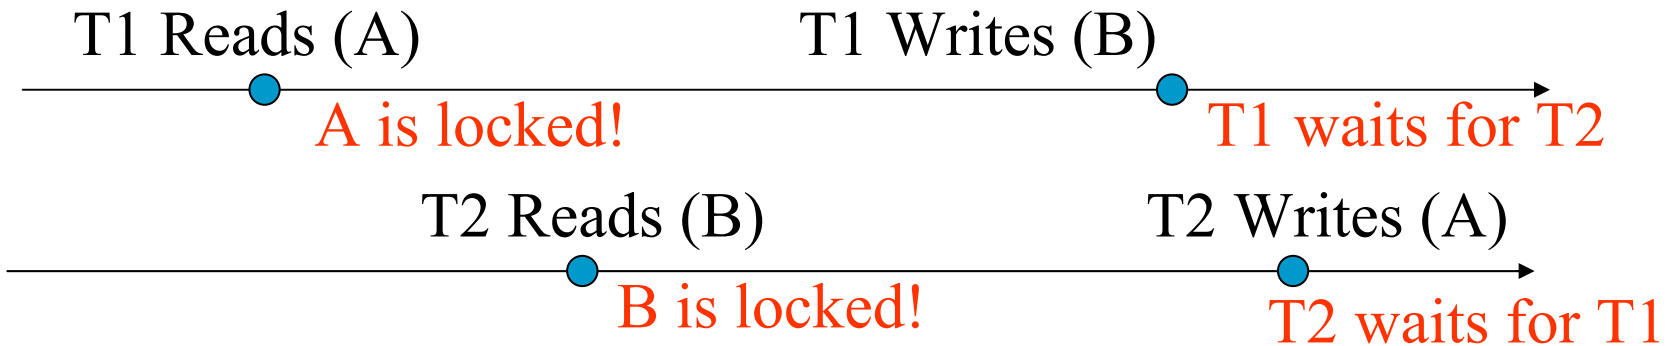 T1 Reads (A)
T1 Writes (B)
A is locked!
T1 waits for T2
T2 Reads (B)
T2 Writes (A)
B is locked!
T2 waits for T1